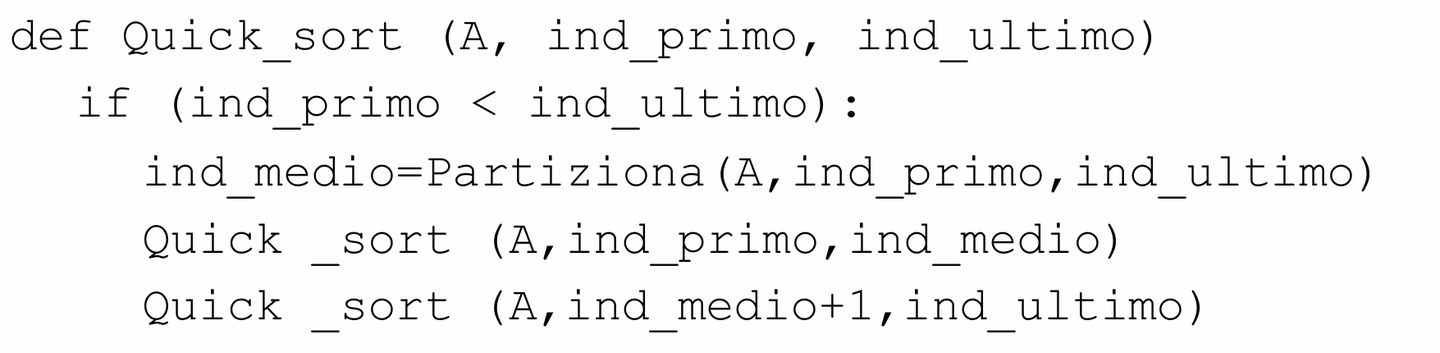 def Quick_sort (A, ind_primo, ind_ultimo)
if (ind_primo < ind_ultimo):
ind_medio=Partiziona(A,ind_primo,ind_ultimo)
Quick _sort (A,ind_primo,ind_medio)
Quick _sort (A,ind_medio+1,ind_ultimo)